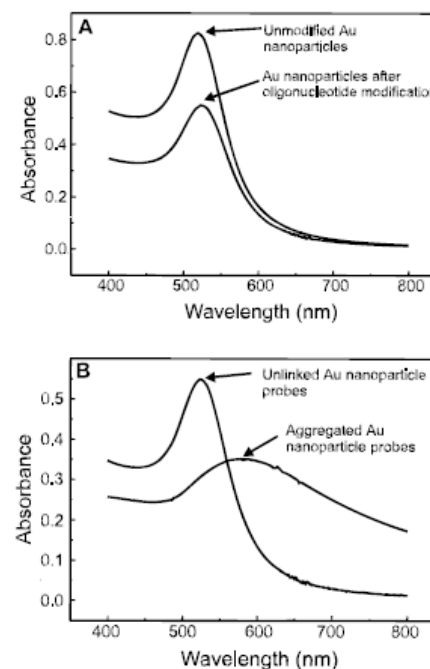 A
Unmodified Au
nanoparticles
Au nanoparticles after
oligonucleotide modification
0.8
0.6
0.4
0.2
0.0
Absorbance
400 500 600 700 800
Wavelength (nm)
B
Unlinked Au nanoparticle
probes
Aggregated Au
nanoparticle probes
0.5
0.4
0.3
0.2
0.1
0.0
Absorbance
400 500 600 700 800
Wavelength (nm)